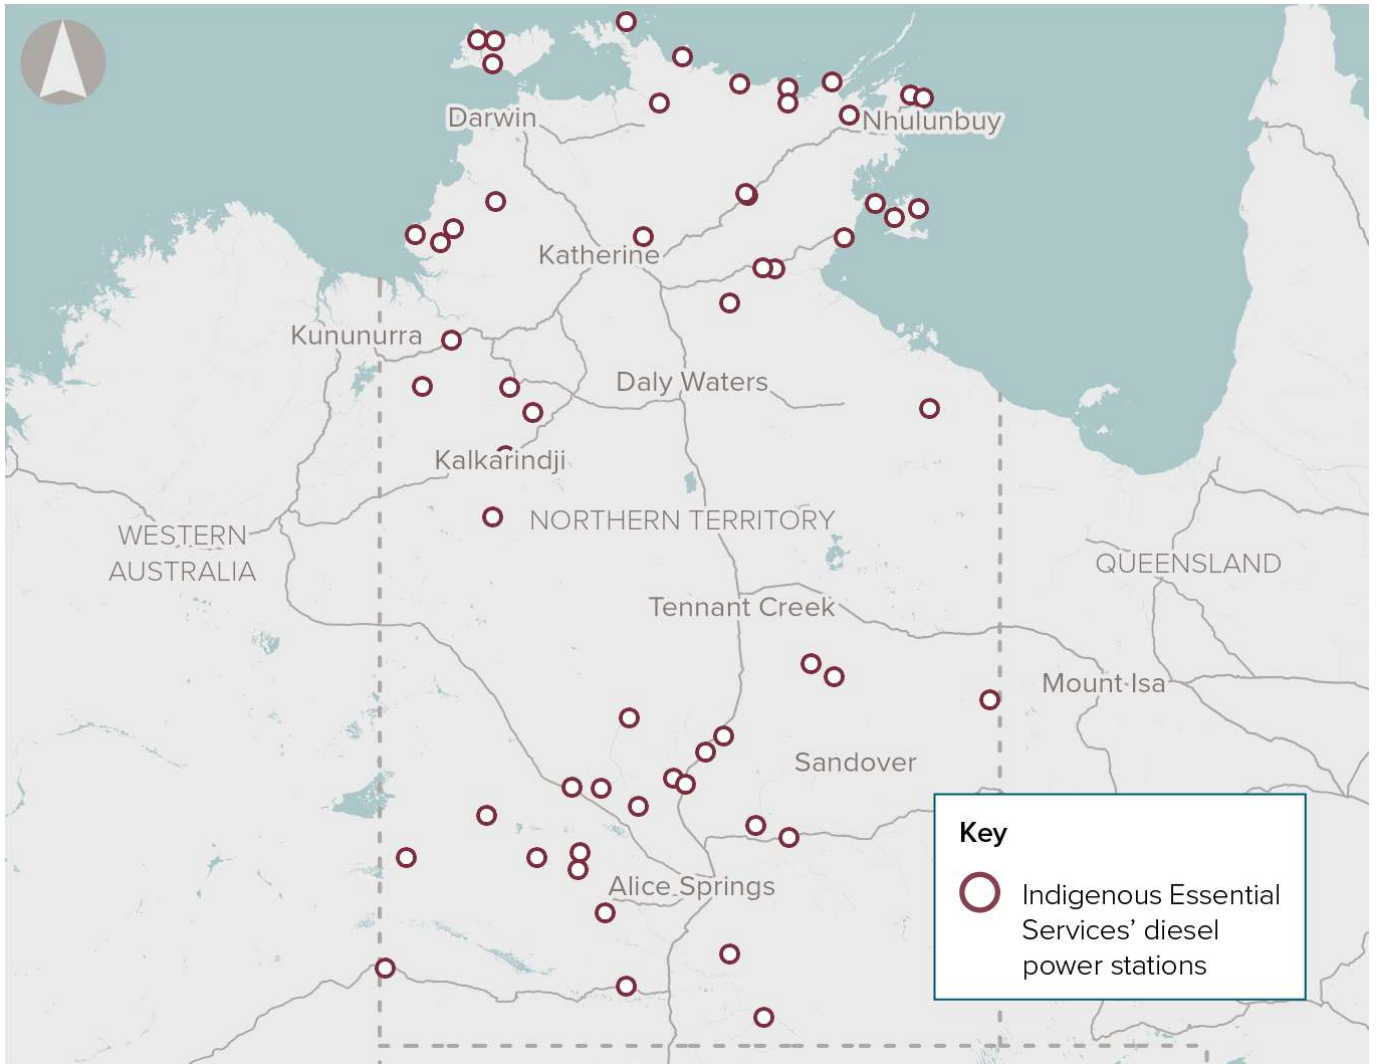 Darwin
Nhulunbuy
Katherine
Kununurra
Daly Waters
Kalkarindji
NORTHERN TERRITORY
WESTERN
AUSTRALIA
QUEENSLAND
Tennant Creek
Mount Isa
Sandover
Alice Springs
Key
Indigenous Essential
Services’ diesel
power stations